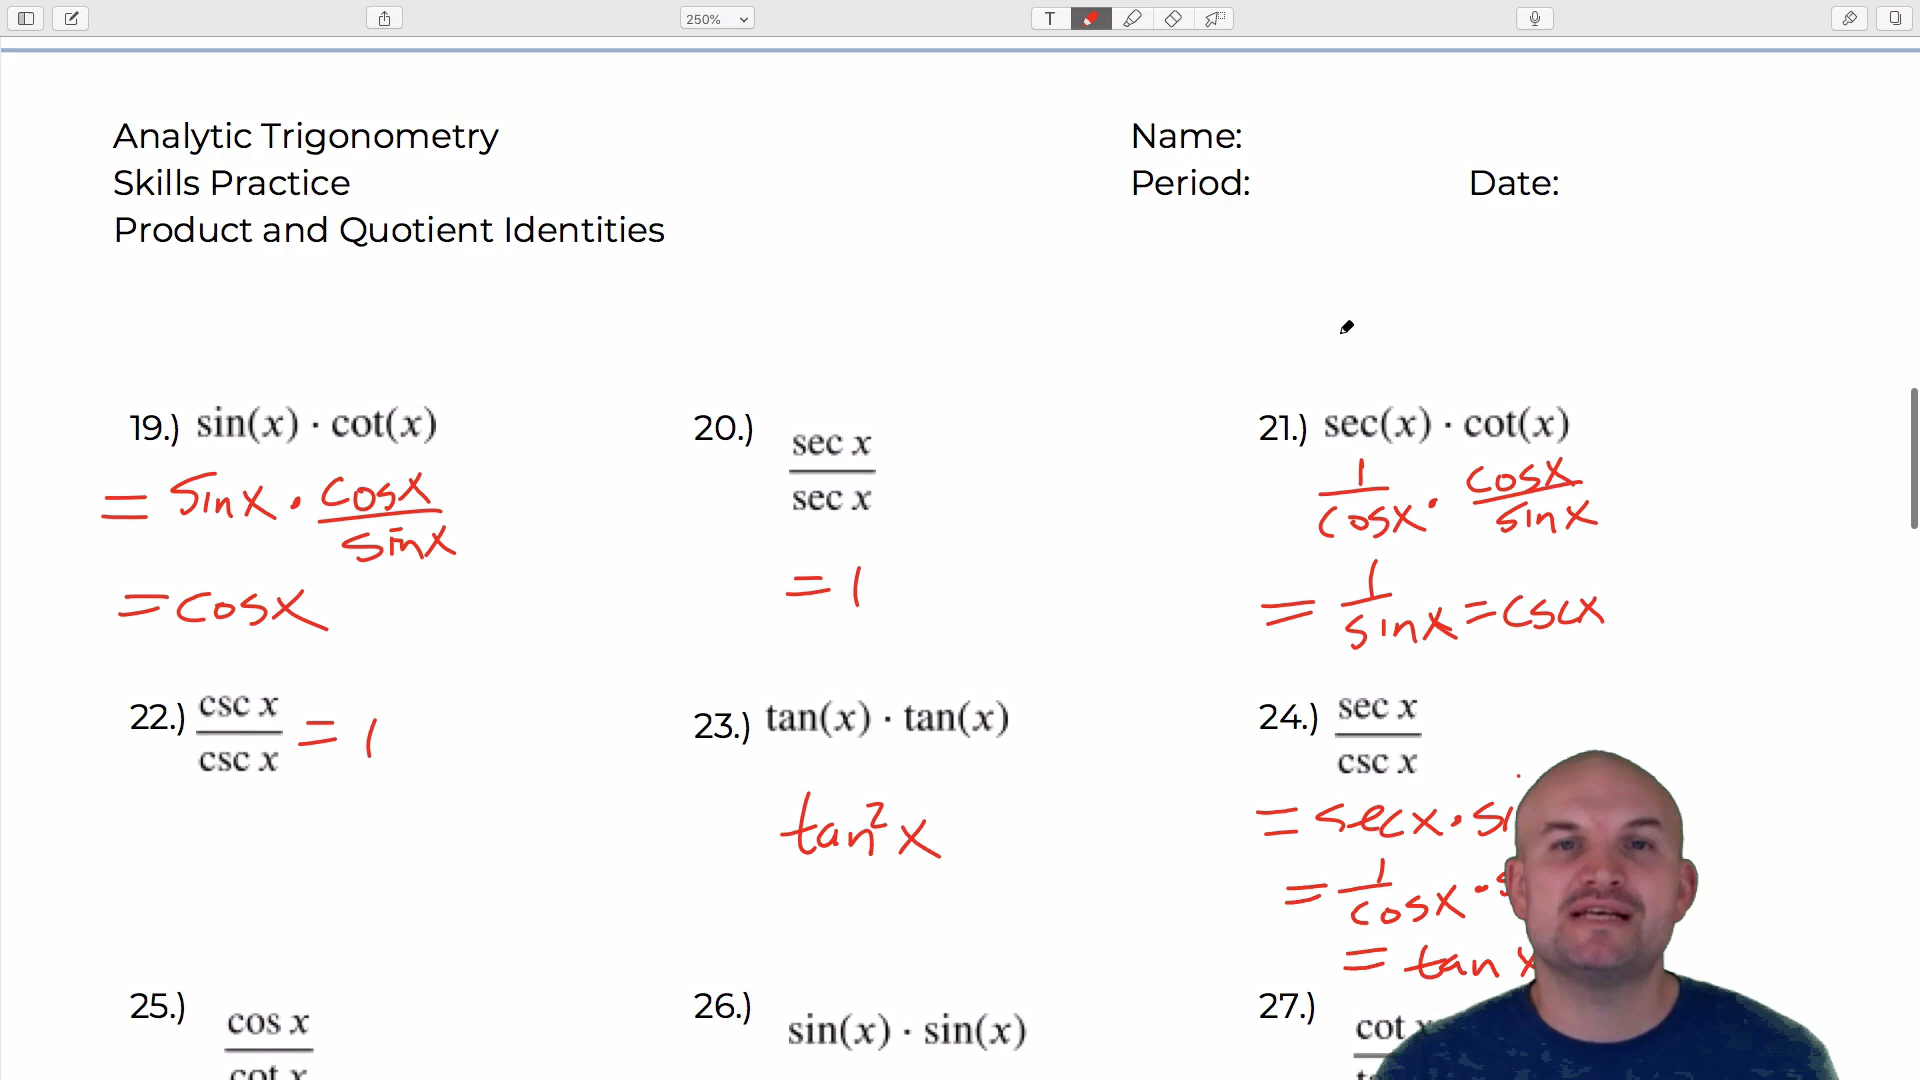 250%
T
Analytic Trigonometry
Name:
Skills Practice
Period: Date:
Product and Quotient Identities
19.) sin(x) · cot(x)
= sinx · cosx
sinx
= cosx
20.) sec x
sec x
= 1
21.) sec(x) · cot(x)
1/cosx · cosx/sinx
= 1/sinx = cscx
22.) csc x
csc x
= 1
23.) tan(x) · tan(x)
tan²x
24.) sec x
csc x
= secx ·
= 1/cosx ·
= tan x
25.) cos x
cot x
26.) sin(x) · sin(x)
27.) cot x